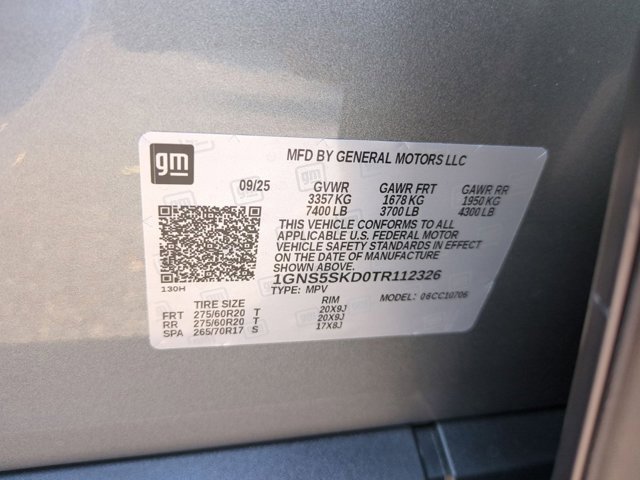 gm
MFD BY GENERAL MOTORS LLC
09/25 GVWR GAWR FRT GAWR RR
3357 KG 1678 KG 1950 KG
7400 LB 3700 LB 4300 LB
THIS VEHICLE CONFORMS TO ALL
APPLICABLE U.S. FEDERAL MOTOR
VEHICLE SAFETY STANDARDS IN EFFECT
ON THE DATE OF MANUFACTURE
SHOWN ABOVE.
1GNS5SKD0TR112326
130H
TYPE: MPV MODEL: 06CC10706
TIRE SIZE RIM
FRT 275/60R20 T 20X9J
RR 275/60R20 T 20X9J
SPA 265/70R17 S 17X8J